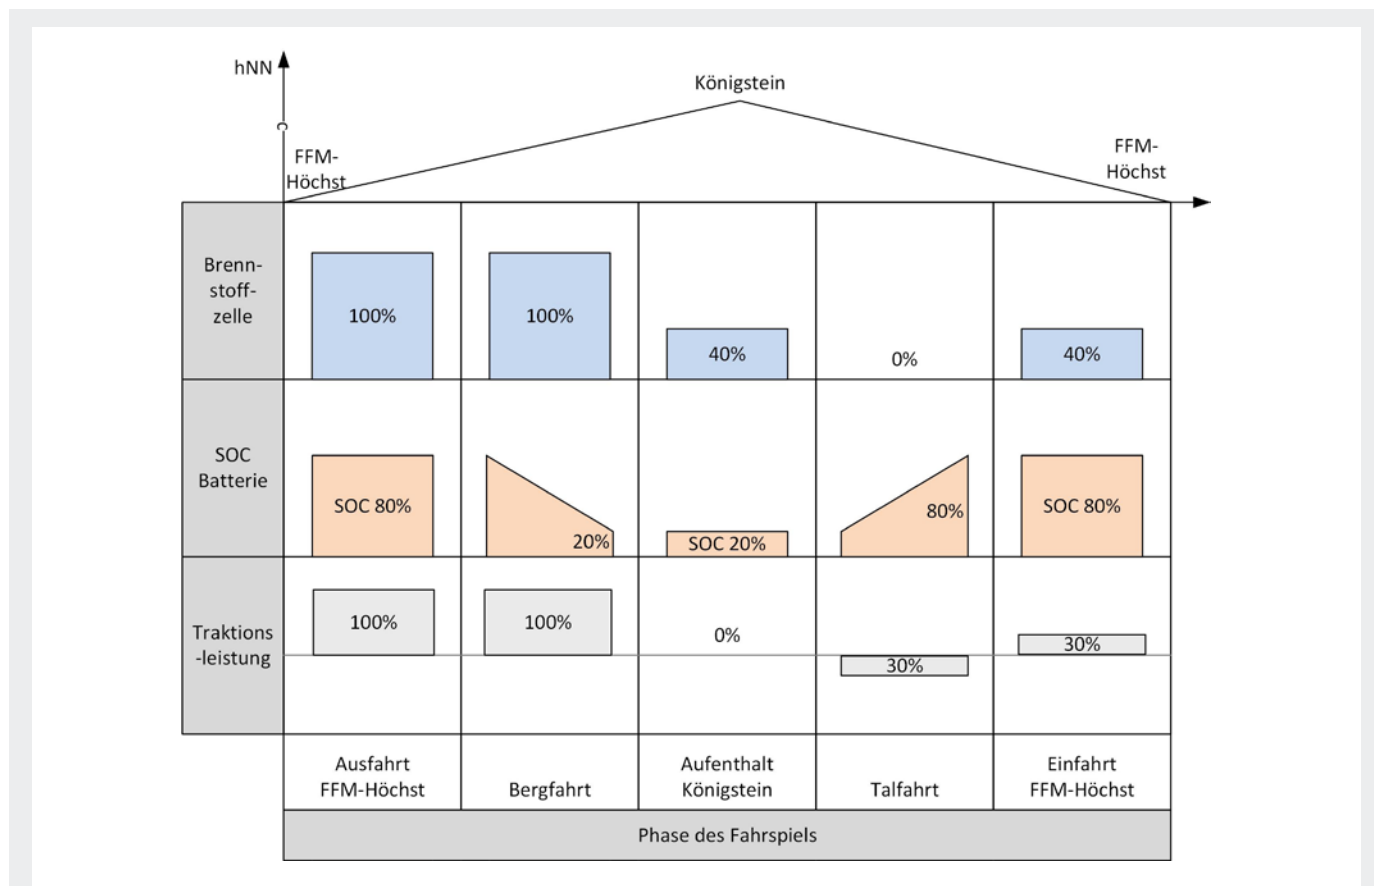 hNN
Königstein
FFM-
Höchst
FFM-
Höchst
Brenn-
stoff-
zelle
100%
100%
40%
0%
40%
SOC
Batterie
SOC 80%
20%
SOC 20%
80%
SOC 80%
Traktions
-leistung
100%
100%
0%
30%
30%
Ausfahrt
FFM-Höchst
Bergfahrt
Aufenthalt
Königstein
Talfahrt
Einfahrt
FFM-Höchst
Phase des Fahrspiels